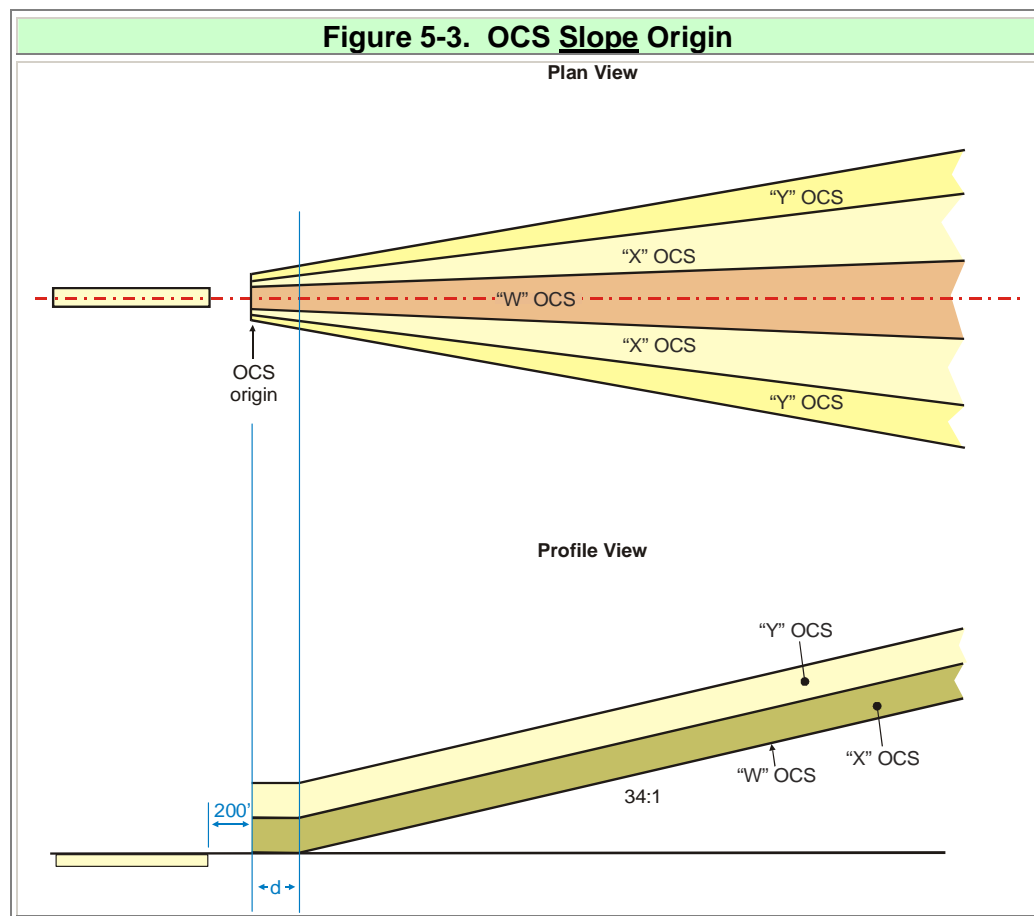 Figure 5-3. OCS Slope Origin
Plan View
“Y” OCS
“X” OCS
“W” OCS
“X” OCS
“Y” OCS
OCS
origin
Profile View
“Y” OCS
“X” OCS
“W” OCS
34:1
200'
d